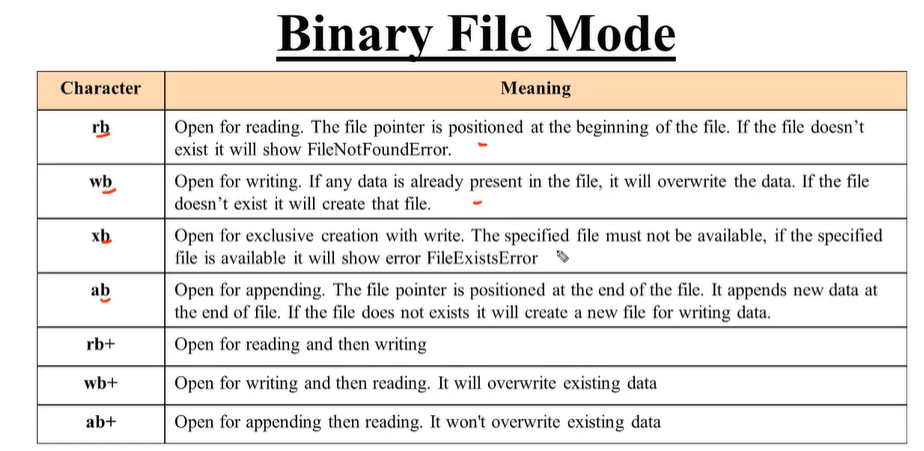 Binary File Mode
Character Meaning
rb Open for reading. The file pointer is positioned at the beginning of the file. If the file doesn’t
exist it will show FileNotFoundError.
wb Open for writing. If any data is already present in the file, it will overwrite the data. If the file
doesn’t exist it will create that file.
xb Open for exclusive creation with write. The specified file must not be available, if the specified
file is available it will show error FileExistsError
ab Open for appending. The file pointer is positioned at the end of the file. It appends new data at
the end of file. If the file does not exists it will create a new file for writing data.
rb+ Open for reading and then writing
wb+ Open for writing and then reading. It will overwrite existing data
ab+ Open for appending then reading. It won't overwrite existing data